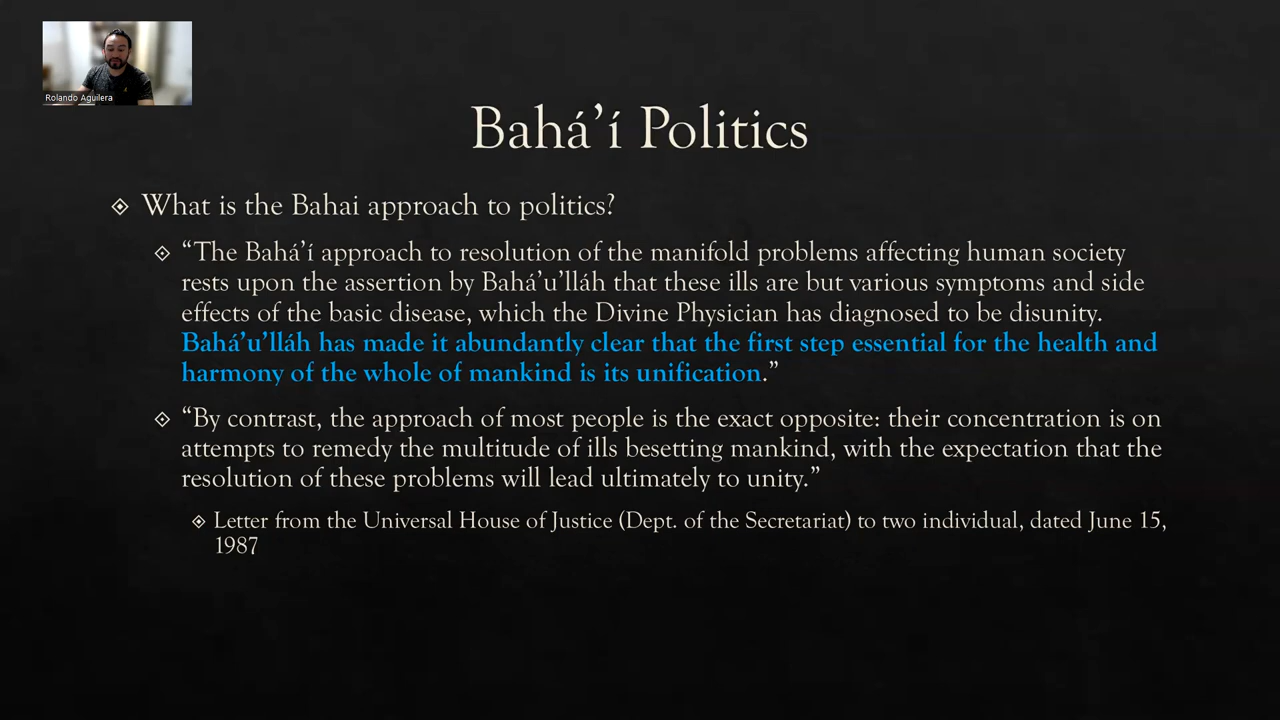 Rolando Aguilera
Bahá’í Politics
What is the Bahai approach to politics?
“The Bahá’í approach to resolution of the manifold problems affecting human society
rests upon the assertion by Bahá’u’lláh that these ills are but various symptoms and side
effects of the basic disease, which the Divine Physician has diagnosed to be disunity.
Bahá’u’lláh has made it abundantly clear that the first step essential for the health and
harmony of the whole of mankind is its unification.”
“By contrast, the approach of most people is the exact opposite: their concentration is on
attempts to remedy the multitude of ills besetting mankind, with the expectation that the
resolution of these problems will lead ultimately to unity.”
Letter from the Universal House of Justice (Dept. of the Secretariat) to two individual, dated June 15,
1987